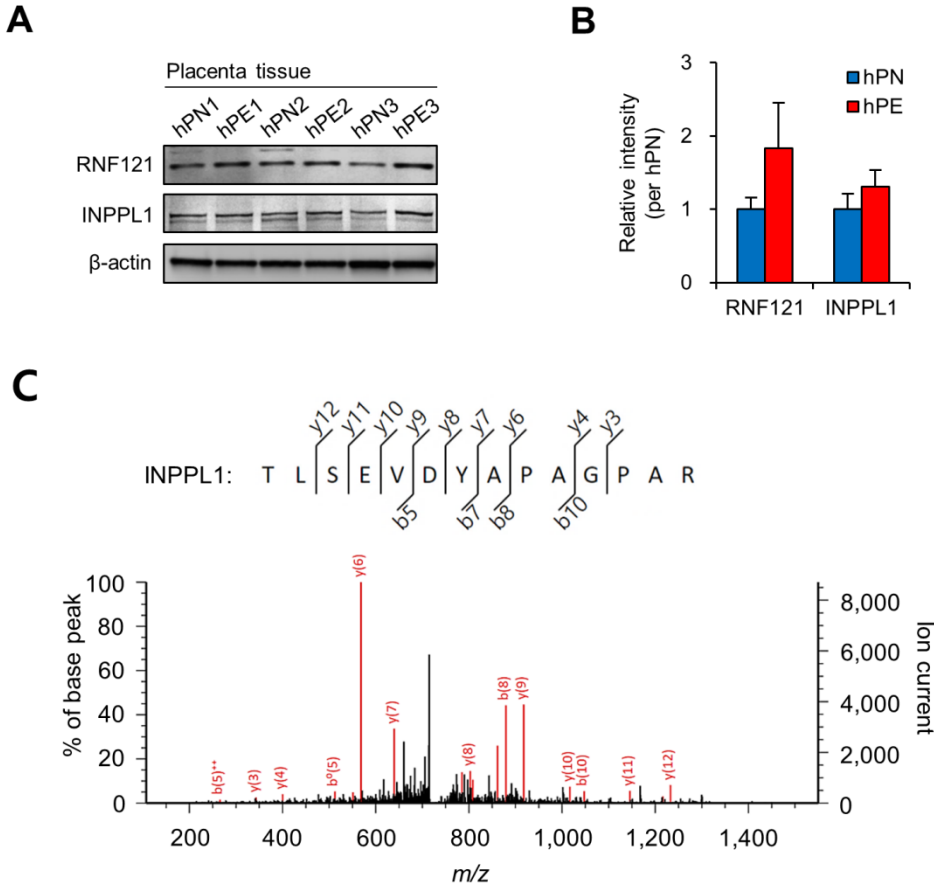 A
Placenta tissue
hPN1 hPE1 hPN2 hPE2 hPN3 hPE3
RNF121
INPPL1
β-actin
B
Relative intensity
(per hPN)
3
2
1
0
hPN
hPE
RNF121 INPPL1
C
y12 y11 y10 y9 y8 y7 y6 y4 y3
INPPL1: T L S E V D Y A P A G P A R
b5 b7 b8 b10
% of base peak
100
80
60
40
20
0
b(5)++ y(3) y(4) b⁰(5) y(6) y(7) y(8) b(8) y(9) y(10) b(10) y(11) y(12)
8,000
6,000
4,000
2,000
0
Ion current
200 400 600 800 1,000 1,200 1,400
m/z